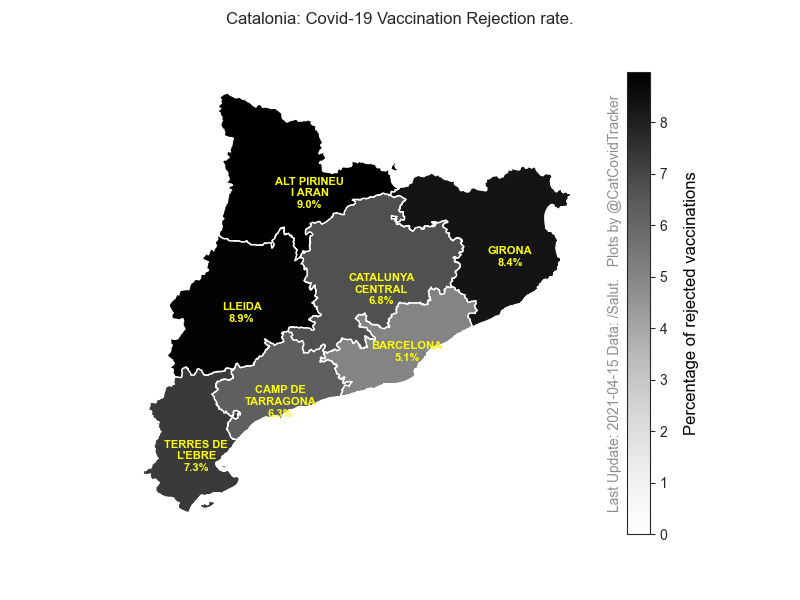 Catalonia: Covid-19 Vaccination Rejection rate.
ALT PIRINEU
I ARAN
9.0%
GIRONA
8.4%
CATALUNYA
CENTRAL
6.8%
LLEIDA
8.9%
BARCELONA
5.1%
CAMP DE
TARRAGONA
6.3%
TERRES DE
L'EBRE
7.3%
Last Update: 2021-04-15 Data: /Salut. Plots by @CatCovidTracker
8
7
6
5
4
3
2
1
0
Percentage of rejected vaccinations